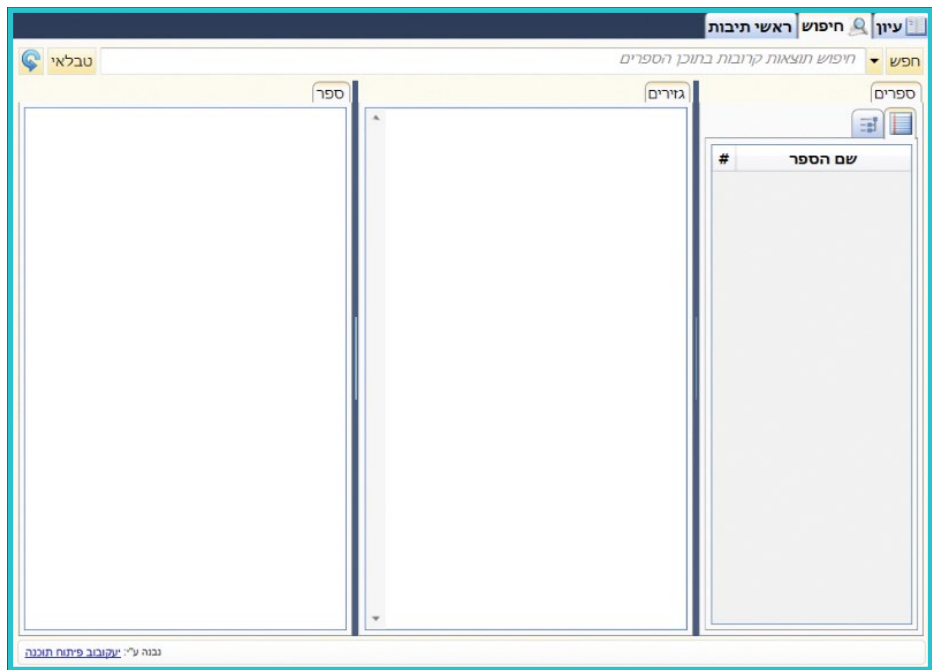 עיון חיפוש ראשי תיבות
חפש חיפוש תוצאות קרובות בתוכן הספרים טבלאי
ספרים גזירים ספר
שם הספר #
נבנה ע"י: יעקובוב פיתוח תוכנה